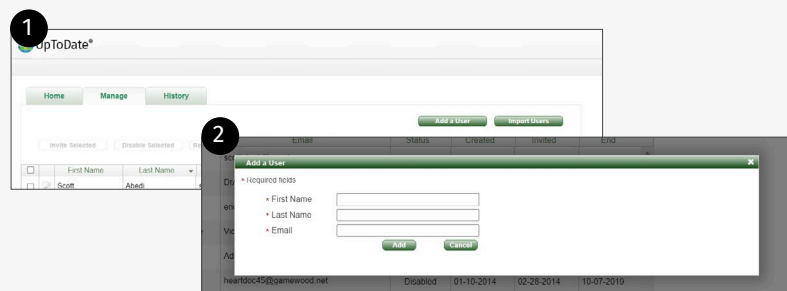 1
UpToDate®
Home Manage History
Add a User Import Users
Invite Selected Disable Selected
First Name Last Name
Scott Abedi
2
Email Status Created Invited End
Add a User x
* Required fields
* First Name
* Last Name
* Email
Add Cancel
heartdoc45@gamewood.net Disabled 01-10-2014 02-28-2014 10-07-2019